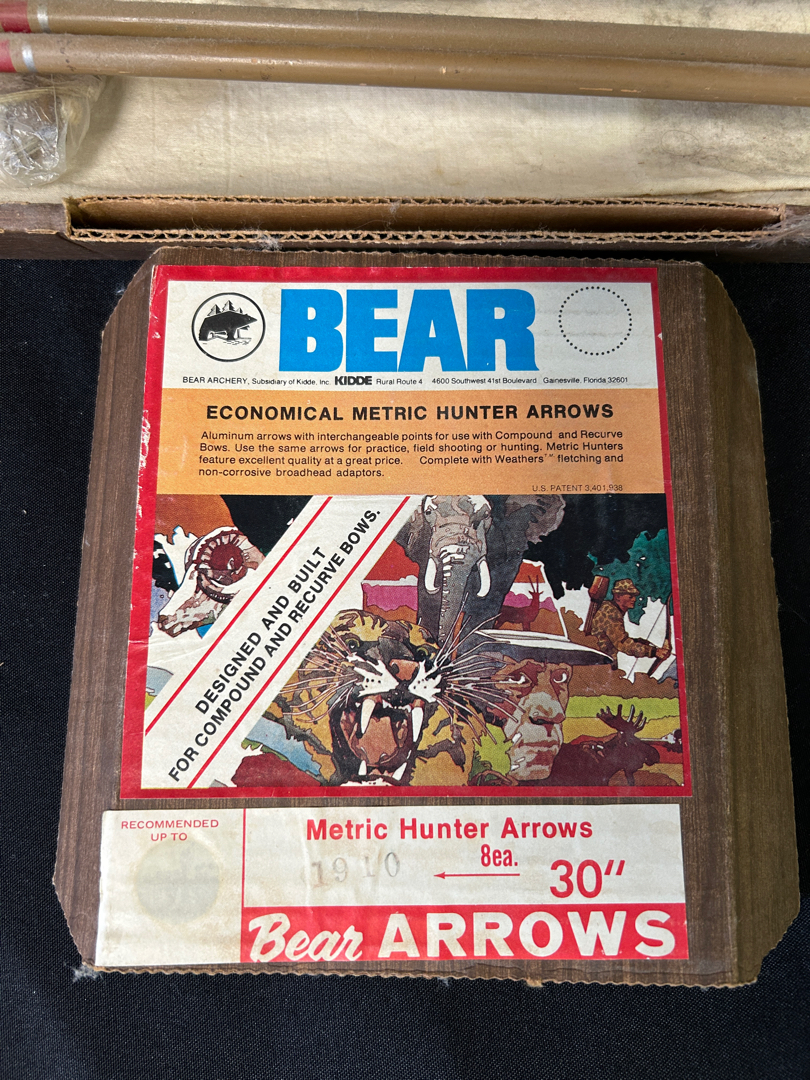 BEAR
BEAR ARCHERY, Subsidiary of Kidde, Inc. KIDDE Rural Route 4 4600 Southwest 41st Boulevard Gainesville, Florida 32601
ECONOMICAL METRIC HUNTER ARROWS
Aluminum arrows with interchangeable points for use with Compound and Recurve
Bows. Use the same arrows for practice, field shooting or hunting. Metric Hunters
feature excellent quality at a great price. Complete with Weathers™ fletching and
non-corrosive broadhead adaptors.
U.S. PATENT 3,401,938
DESIGNED AND BUILT
FOR COMPOUND AND RECURVE BOWS.
RECOMMENDED
UP TO
Metric Hunter Arrows
1910 8ea. 30"
Bear ARROWS